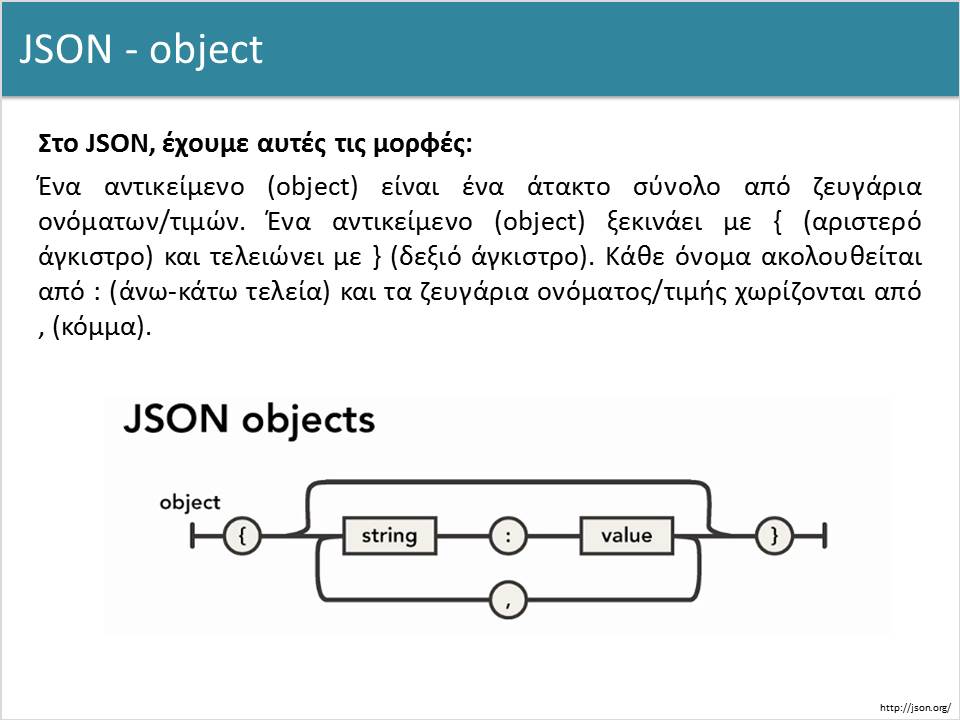 JSON - object
Στο JSON, έχουμε αυτές τις μορφές:
Ένα αντικείμενο (object) είναι ένα άτακτο σύνολο από ζευγάρια
ονόματων/τιμών. Ένα αντικείμενο (object) ξεκινάει με { (αριστερό
άγκιστρο) και τελειώνει με } (δεξιό άγκιστρο). Κάθε όνομα ακολουθείται
από : (άνω-κάτω τελεία) και τα ζευγάρια ονόματος/τιμής χωρίζονται από
, (κόμμα).
JSON objects
object
{ string : value }
,
http://json.org/